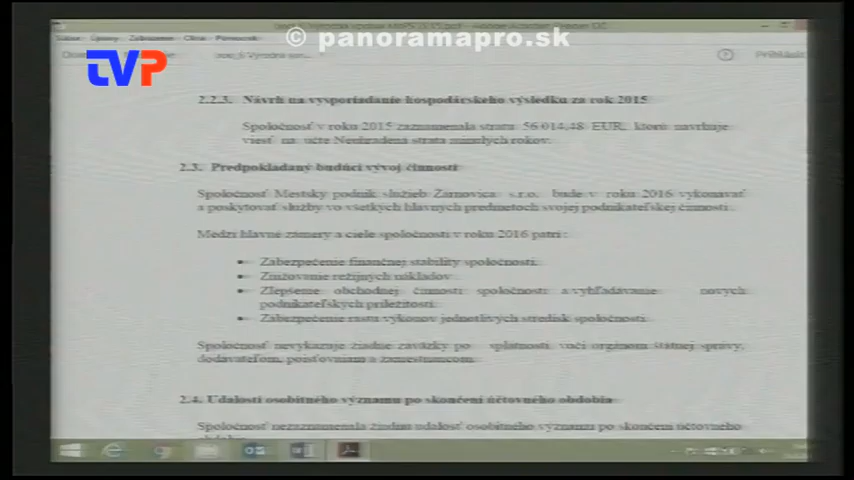 © panoramapro.sk
TVP
2.2.3. Návrh na vysporiadanie hospodárskeho výsledku za rok 2015
Spoločnosť v roku 2015 zaznamenala stratu 56 014,48 EUR, ktorú navrhuje
viesť na účte Neuhradená strata minulých rokov.
2.3. Predpokladaný budúci vývoj činnosti
Spoločnosť Mestský podnik služieb Žarnovica s.r.o. bude v roku 2016 vykonávať
a poskytovať služby vo všetkých hlavných predmetoch svojej podnikateľskej činnosti.
Medzi hlavné zámery a ciele spoločnosti v roku 2016 patrí :
Zabezpečenie finančnej stability spoločnosti.
Znižovanie režijných nákladov
Zlepšenie obchodnej činnosti spoločnosti a vyhľadávanie nových
podnikateľských príležitostí.
Zabezpečenie rastu výkonov jednotlivých stredísk spoločnosti.
Spoločnosť nevykazuje žiadne záväzky po splatnosti voči orgánom štátnej správy,
dodávateľom, poisťovniam a zamestnancom.
2.4. Udalosti osobitného významu po skončení účtovného obdobia
Spoločnosť nezaznamenala žiadnu udalosť osobitného významu po skončení účtovného